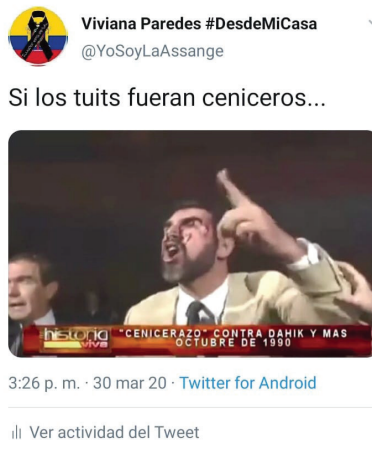 Viviana Paredes #DesdeMiCasa
@YoSoyLaAssange
Si los tuits fueran ceniceros...
historia
viva
"CENICERAZO" CONTRA DAHIK Y MAS
OCTUBRE DE 1990
3:26 p. m. · 30 mar 20 · Twitter for Android
Ver actividad del Tweet